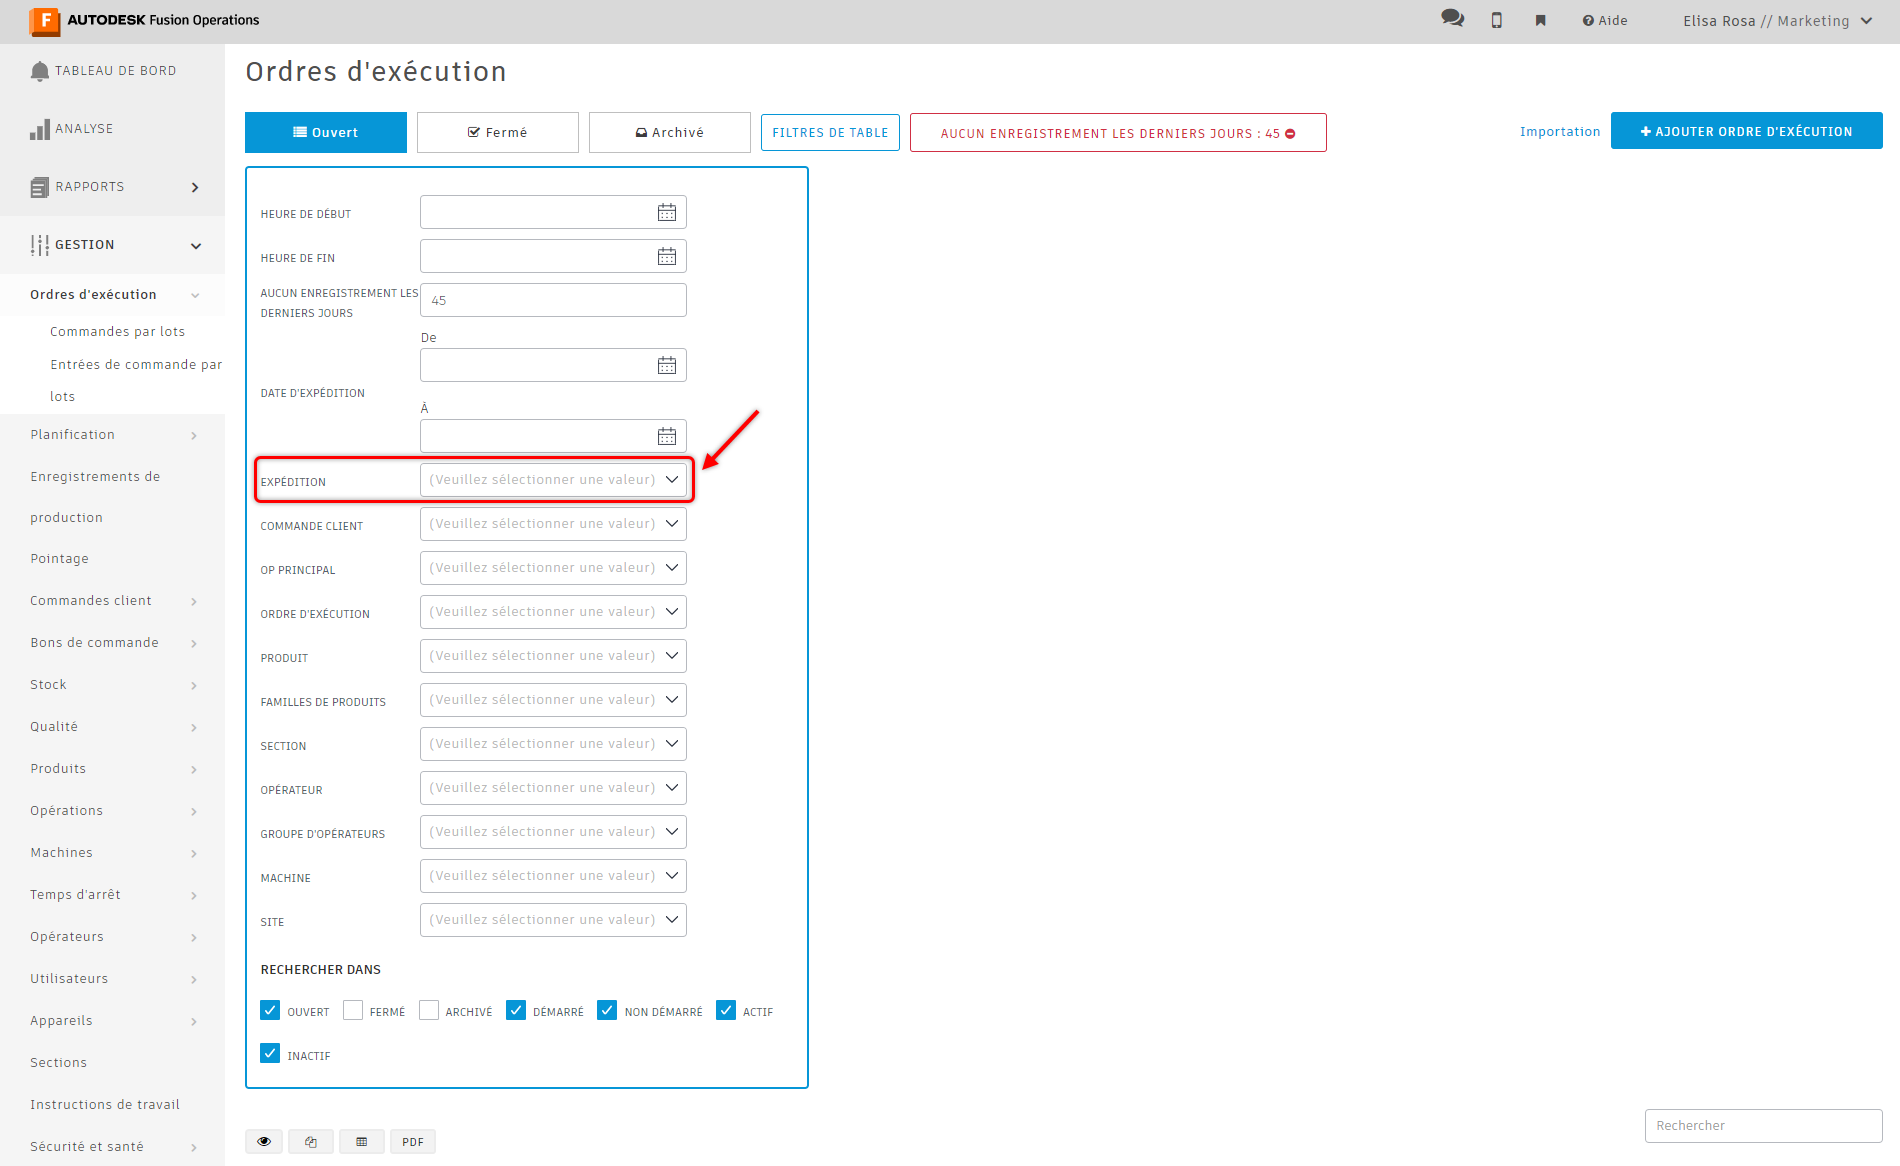 AUTODESK Fusion Operations
Aide
Elisa Rosa // Marketing
TABLEAU DE BORD
ANALYSE
RAPPORTS
GESTION
Ordres d'exécution
Commandes par lots
Entrées de commande par
lots
Planification
Enregistrements de
production
Pointage
Commandes client
Bons de commande
Stock
Qualité
Produits
Opérations
Machines
Temps d'arrêt
Opérateurs
Utilisateurs
Appareils
Sections
Instructions de travail
Sécurité et santé
Ordres d'exécution
Ouvert
Fermé
Archivé
FILTRES DE TABLE
AUCUN ENREGISTREMENT LES DERNIERS JOURS : 45
Importation
+ AJOUTER ORDRE D'EXÉCUTION
HEURE DE DÉBUT
HEURE DE FIN
AUCUN ENREGISTREMENT LES
DERNIERS JOURS
45
DATE D'EXPÉDITION
De
À
EXPÉDITION (Veuillez sélectionner une valeur)
COMMANDE CLIENT (Veuillez sélectionner une valeur)
OP PRINCIPAL (Veuillez sélectionner une valeur)
ORDRE D'EXÉCUTION (Veuillez sélectionner une valeur)
PRODUIT (Veuillez sélectionner une valeur)
FAMILLES DE PRODUITS (Veuillez sélectionner une valeur)
SECTION (Veuillez sélectionner une valeur)
OPÉRATEUR (Veuillez sélectionner une valeur)
GROUPE D'OPÉRATEURS (Veuillez sélectionner une valeur)
MACHINE (Veuillez sélectionner une valeur)
SITE (Veuillez sélectionner une valeur)
RECHERCHER DANS
OUVERT FERMÉ ARCHIVÉ DÉMARRÉ NON DÉMARRÉ ACTIF
INACTIF
PDF
Rechercher